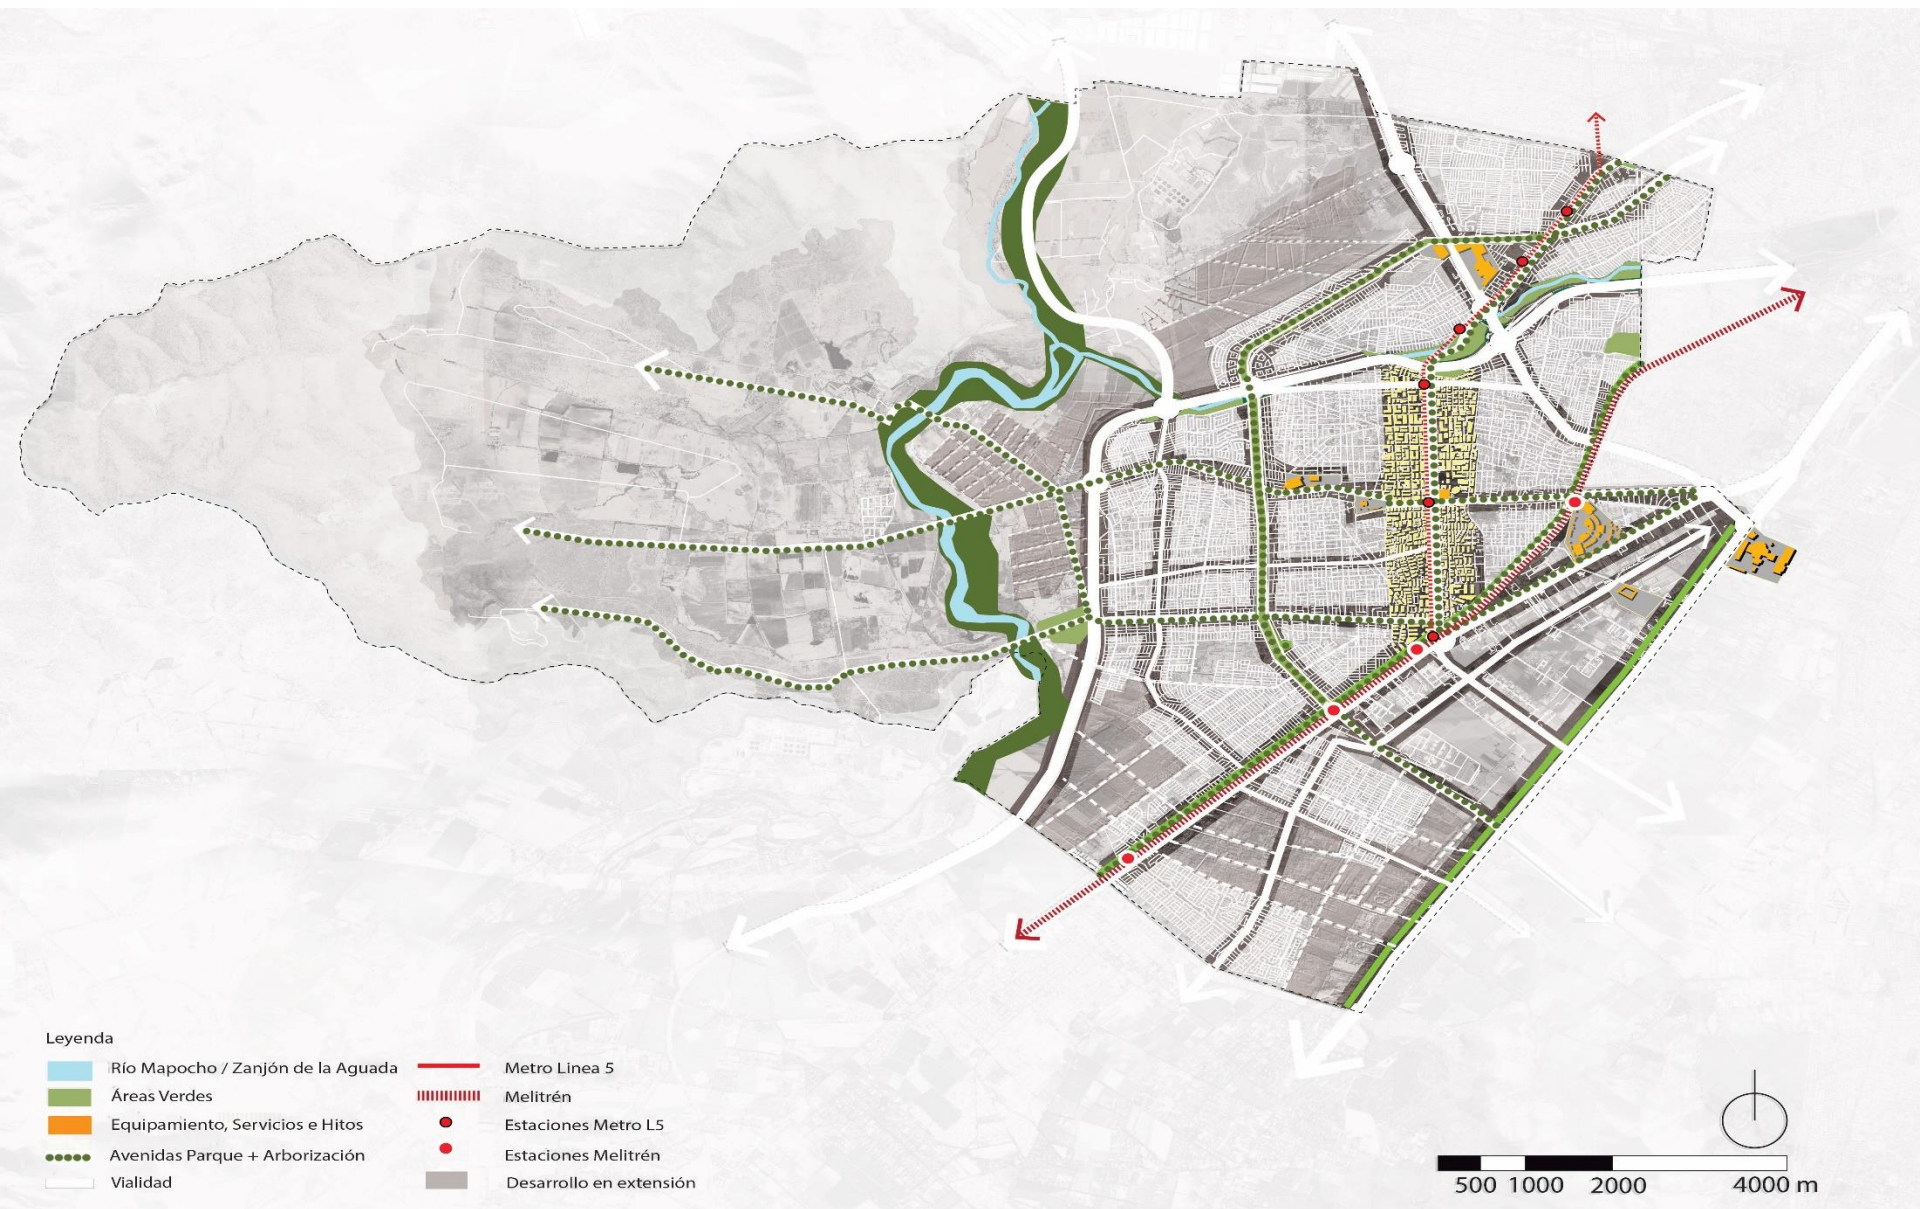 Leyenda
Río Mapocho / Zanjón de la Aguada
Áreas Verdes
Equipamiento, Servicios e Hitos
Avenidas Parque + Arborización
Vialidad
Metro Linea 5
Melitrén
Estaciones Metro L5
Estaciones Melitrén
Desarrollo en extensión
500 1000 2000 4000 m